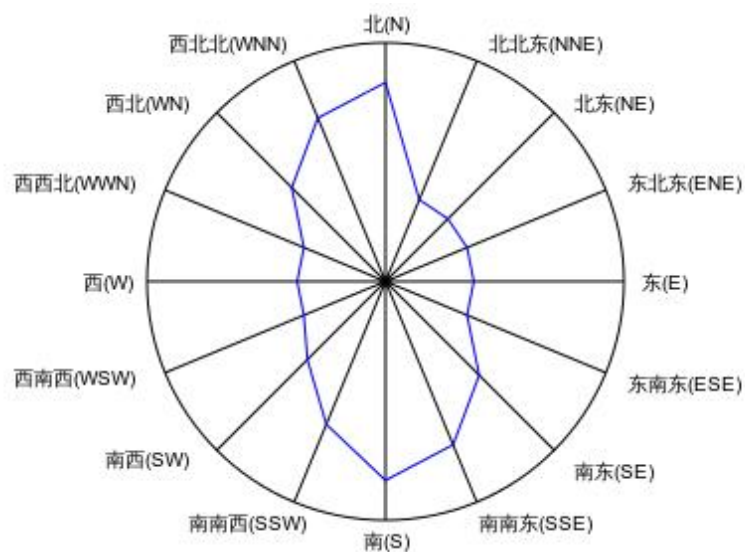 北(N)
西北北(WNN)
北北东(NNE)
西北(WN)
北东(NE)
西西北(WWN)
东北东(ENE)
西(W)
东(E)
西南西(WSW)
东南东(ESE)
南西(SW)
南东(SE)
南南西(SSW)
南南东(SSE)
南(S)